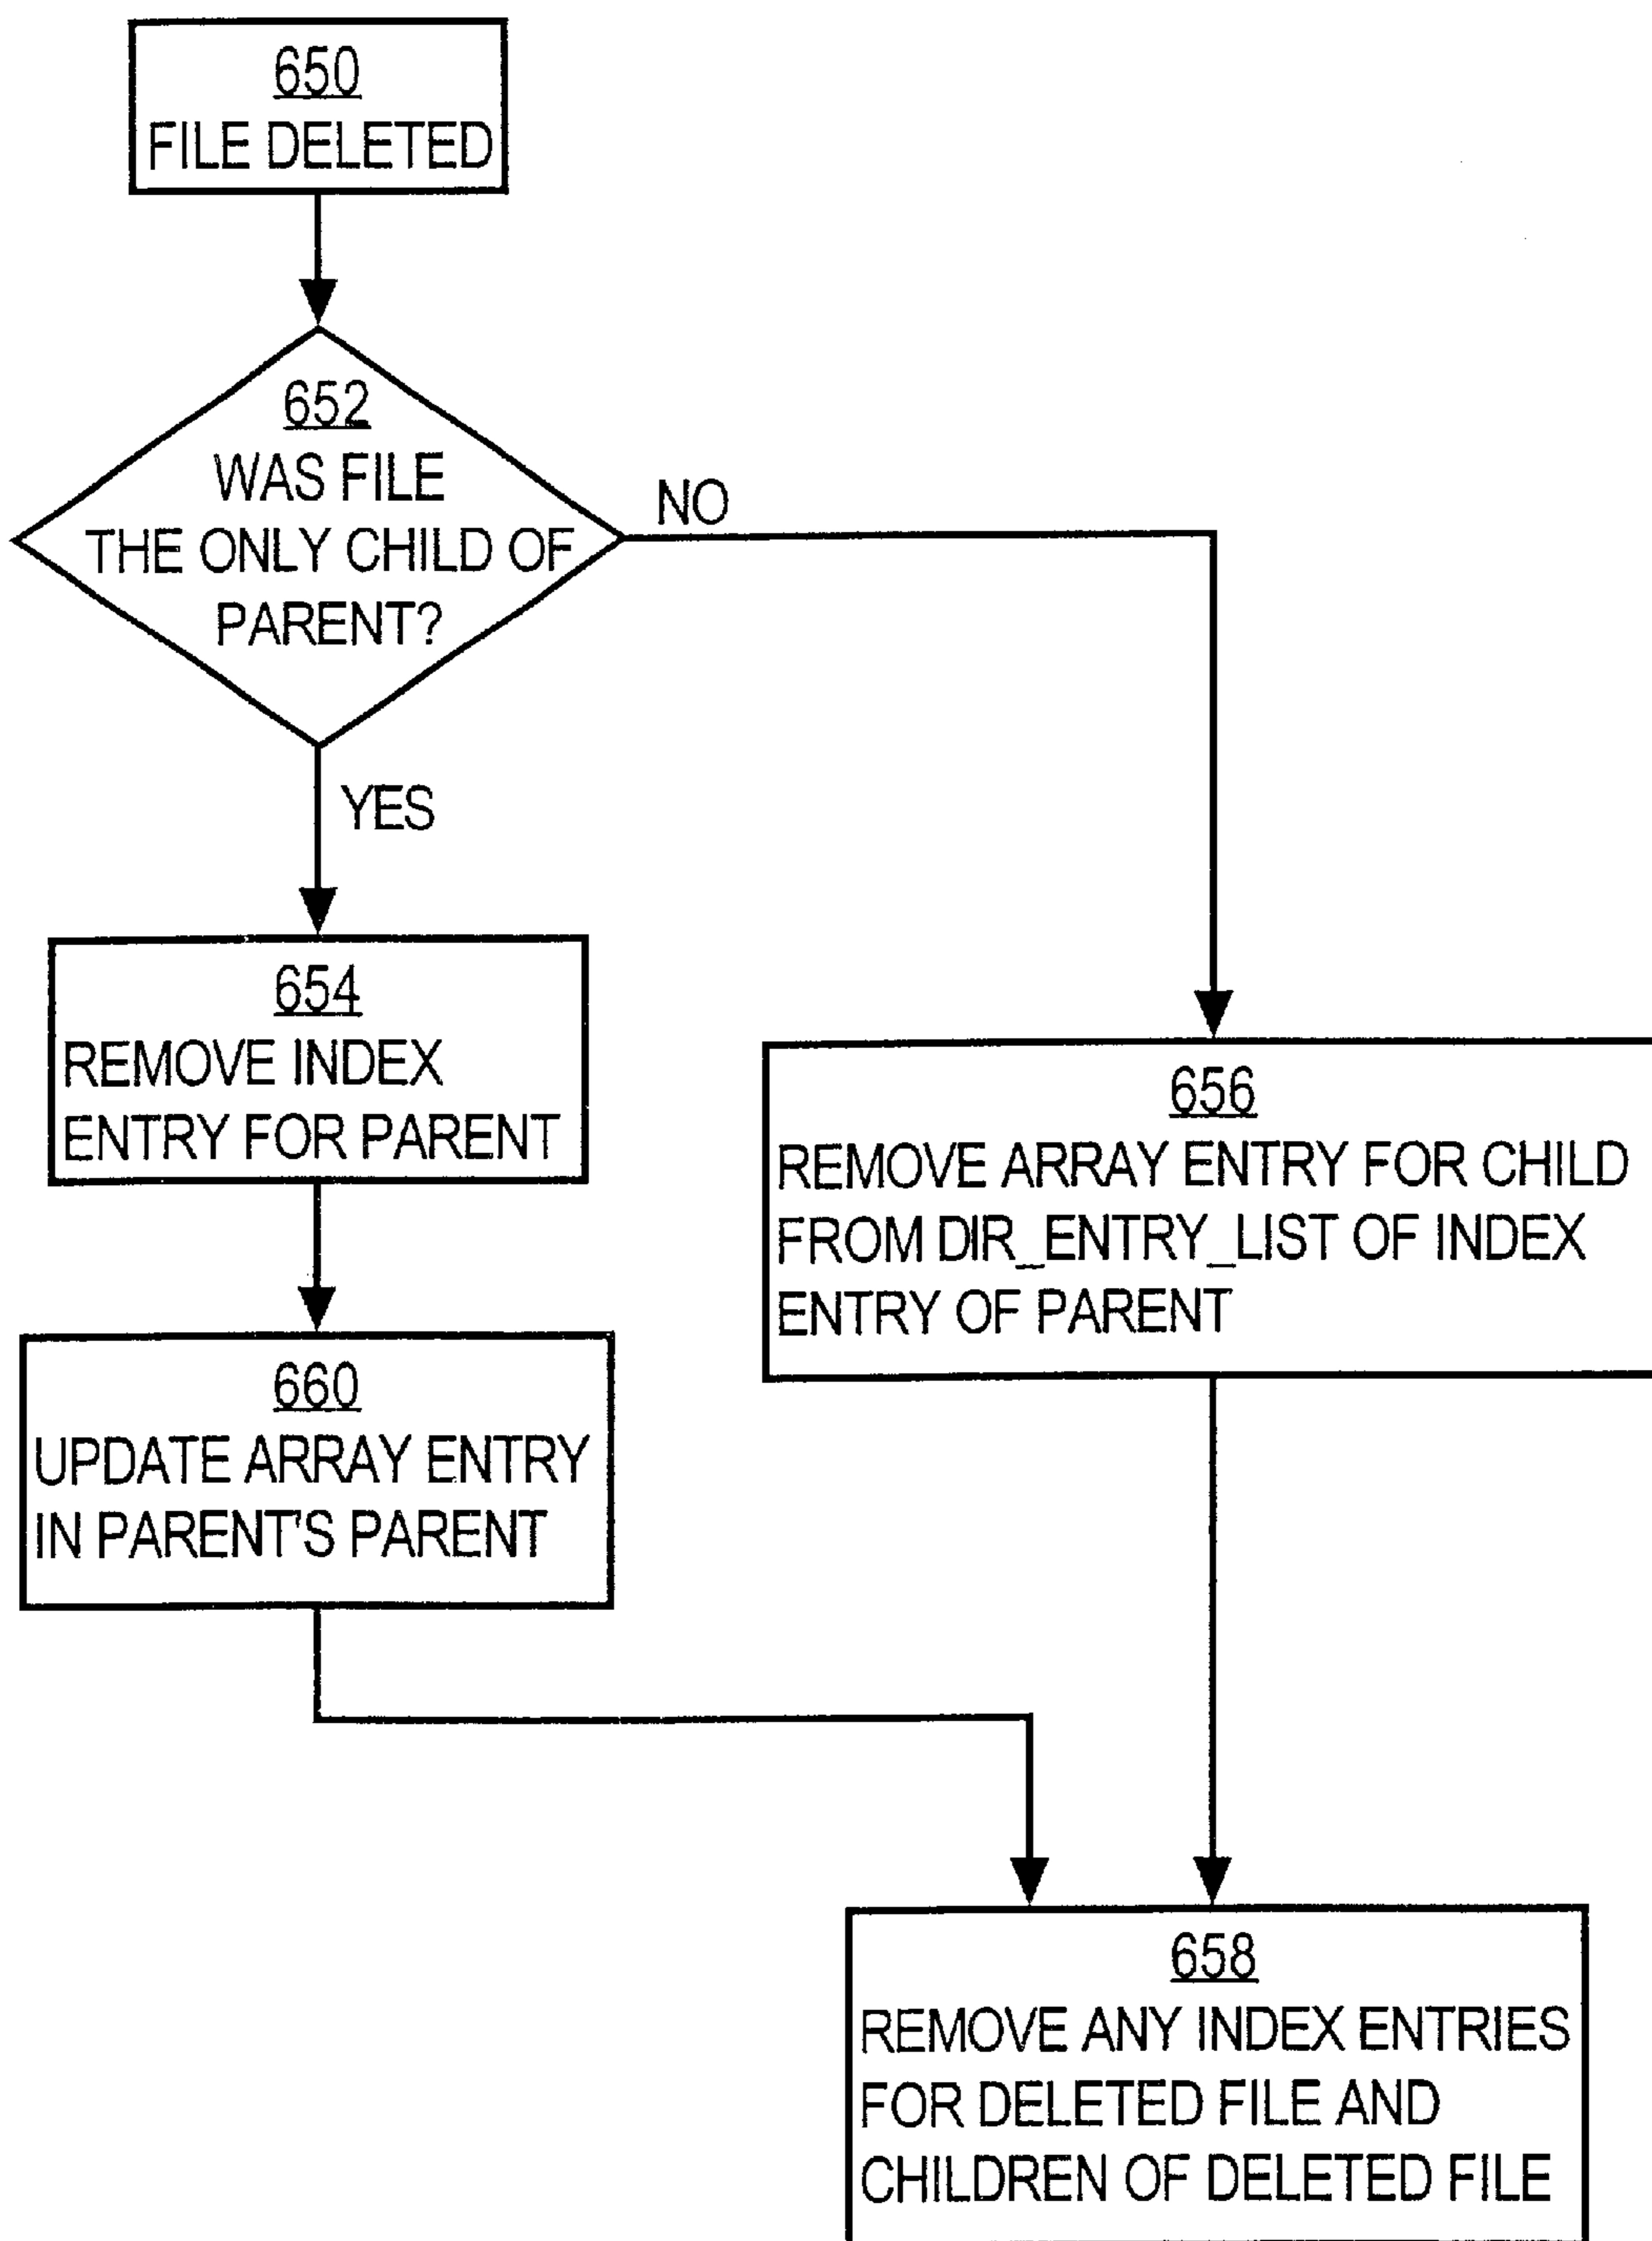 650
FILE DELETED
652
WAS FILE
THE ONLY CHILD OF
PARENT?
NO
YES
654
REMOVE INDEX
ENTRY FOR PARENT
656
REMOVE ARRAY ENTRY FOR CHILD
FROM DIR_ENTRY_LIST OF INDEX
ENTRY OF PARENT
660
UPDATE ARRAY ENTRY
IN PARENT'S PARENT
658
REMOVE ANY INDEX ENTRIES
FOR DELETED FILE AND
CHILDREN OF DELETED FILE